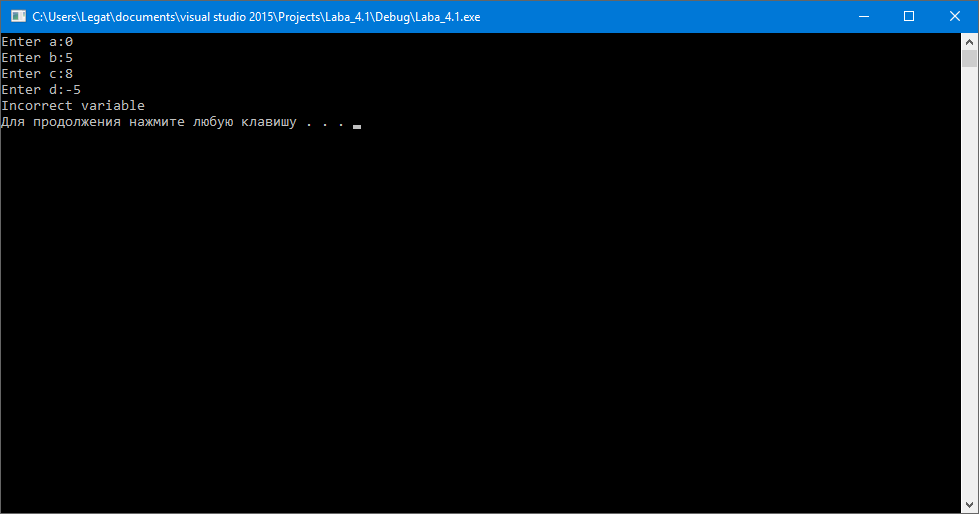 C:\Users\Legat\documents\visual studio 2015\Projects\Laba_4.1\Debug\Laba_4.1.exe
Enter a:0
Enter b:5
Enter c:8
Enter d:-5
Incorrect variable
Для продолжения нажмите любую клавишу . . .